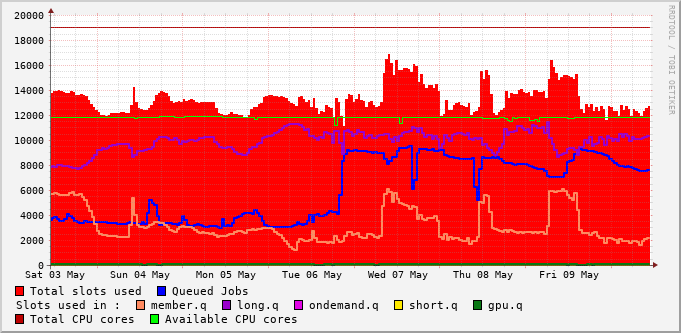 20000
18000
16000
14000
12000
10000
8000
6000
4000
2000
0
Sat 03 May Sun 04 May Mon 05 May Tue 06 May Wed 07 May Thu 08 May Fri 09 May
Total slots used Queued Jobs
Slots used in : member.q long.q ondemand.q short.q gpu.q
Total CPU cores Available CPU cores
RRDTOOL / TOBI OETIKER